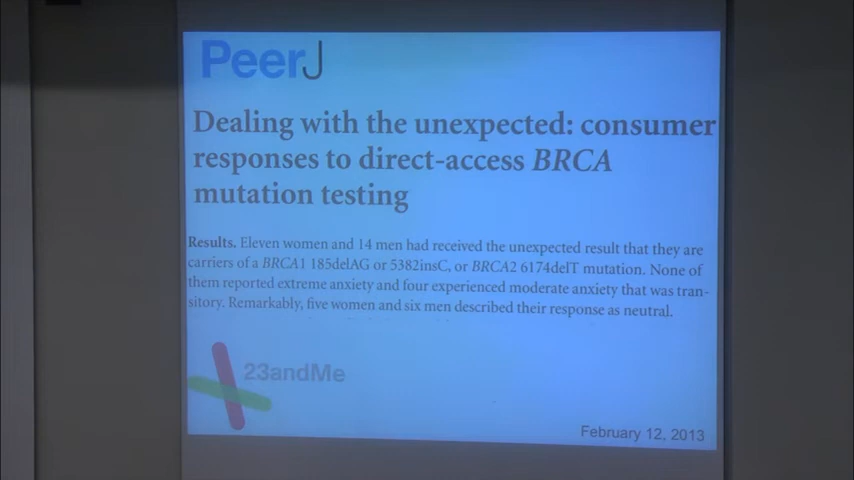 PeerJ
Dealing with the unexpected: consumer
responses to direct-access BRCA
mutation testing
Results. Eleven women and 14 men had received the unexpected result that they are
carriers of a BRCA1 185delAG or 5382insC, or BRCA2 6174delT mutation. None of
them reported extreme anxiety and four experienced moderate anxiety that was tran-
sitory. Remarkably, five women and six men described their response as neutral.
23andMe
February 12, 2013